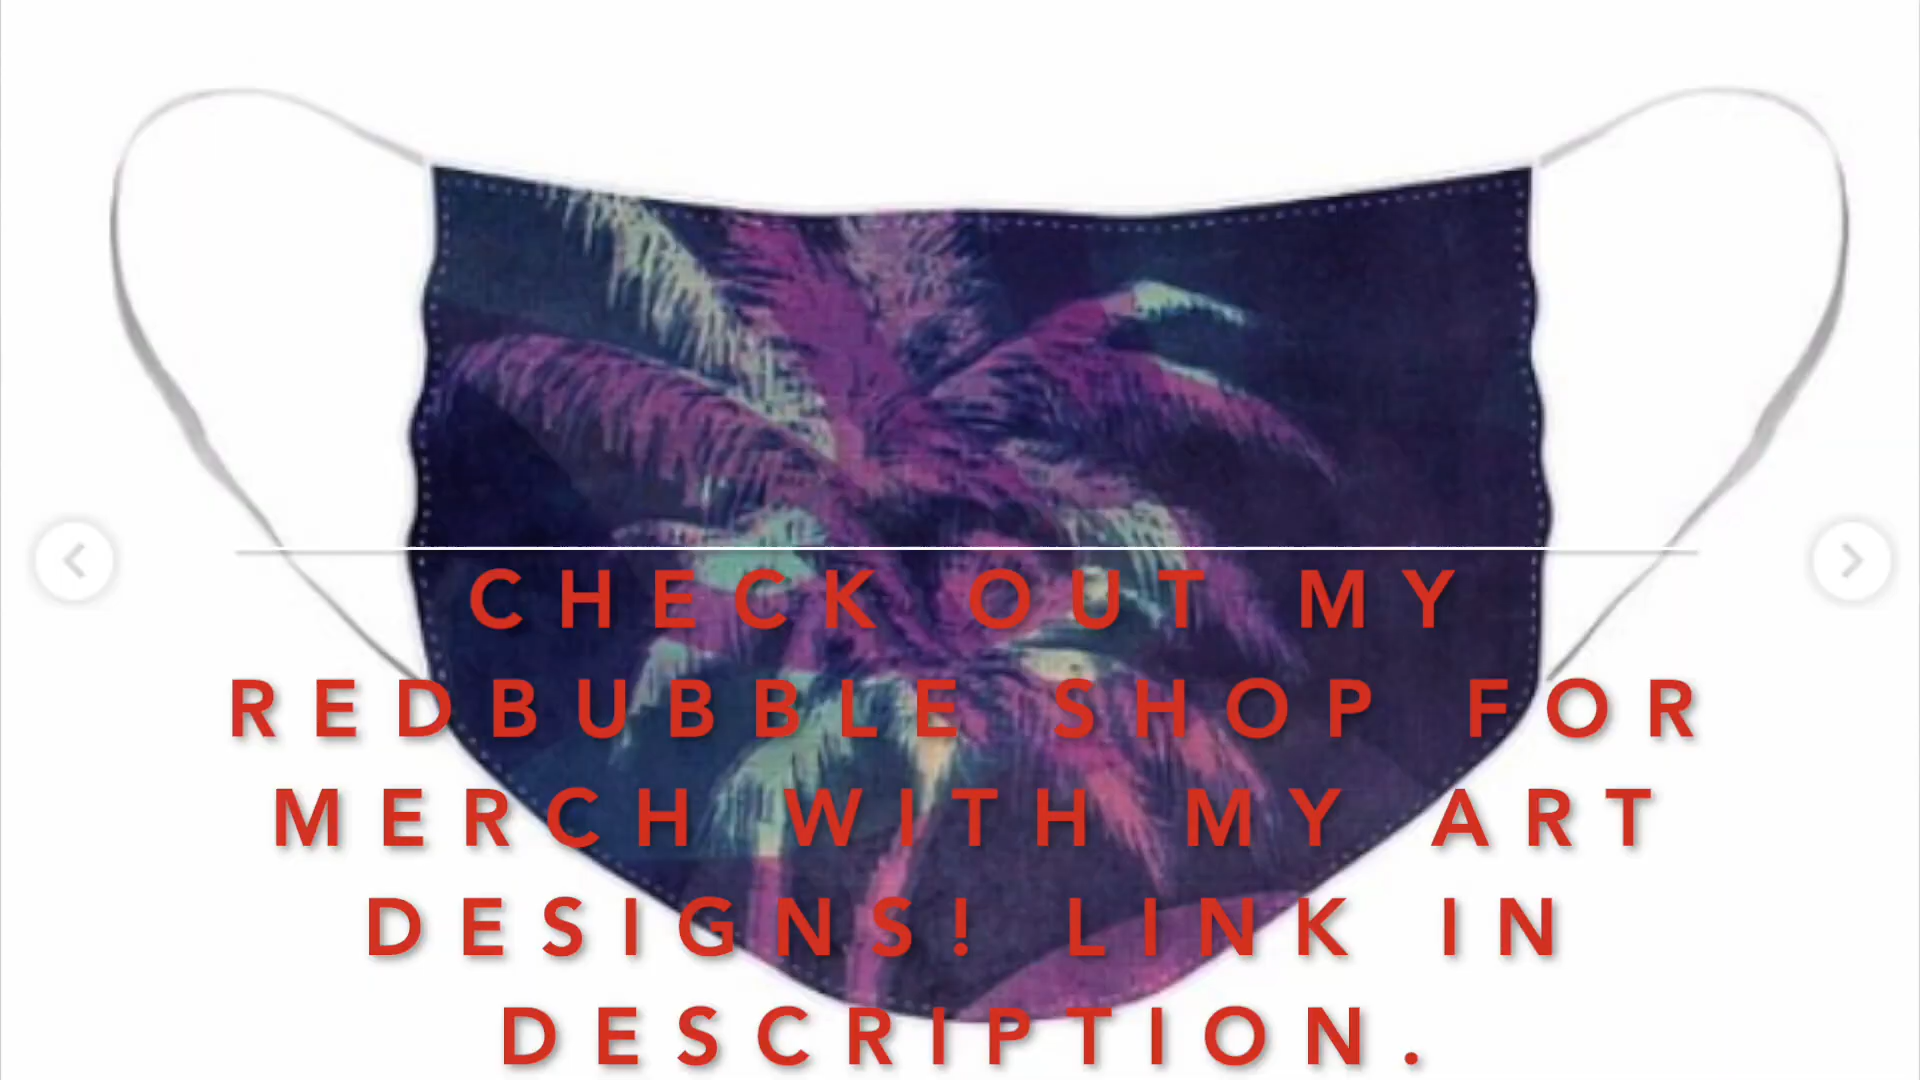 CHECK OUT MY
REDBUBBLE SHOP FOR
MERCH WITH MY ART
DESIGNS! LINK IN
DESCRIPTION.